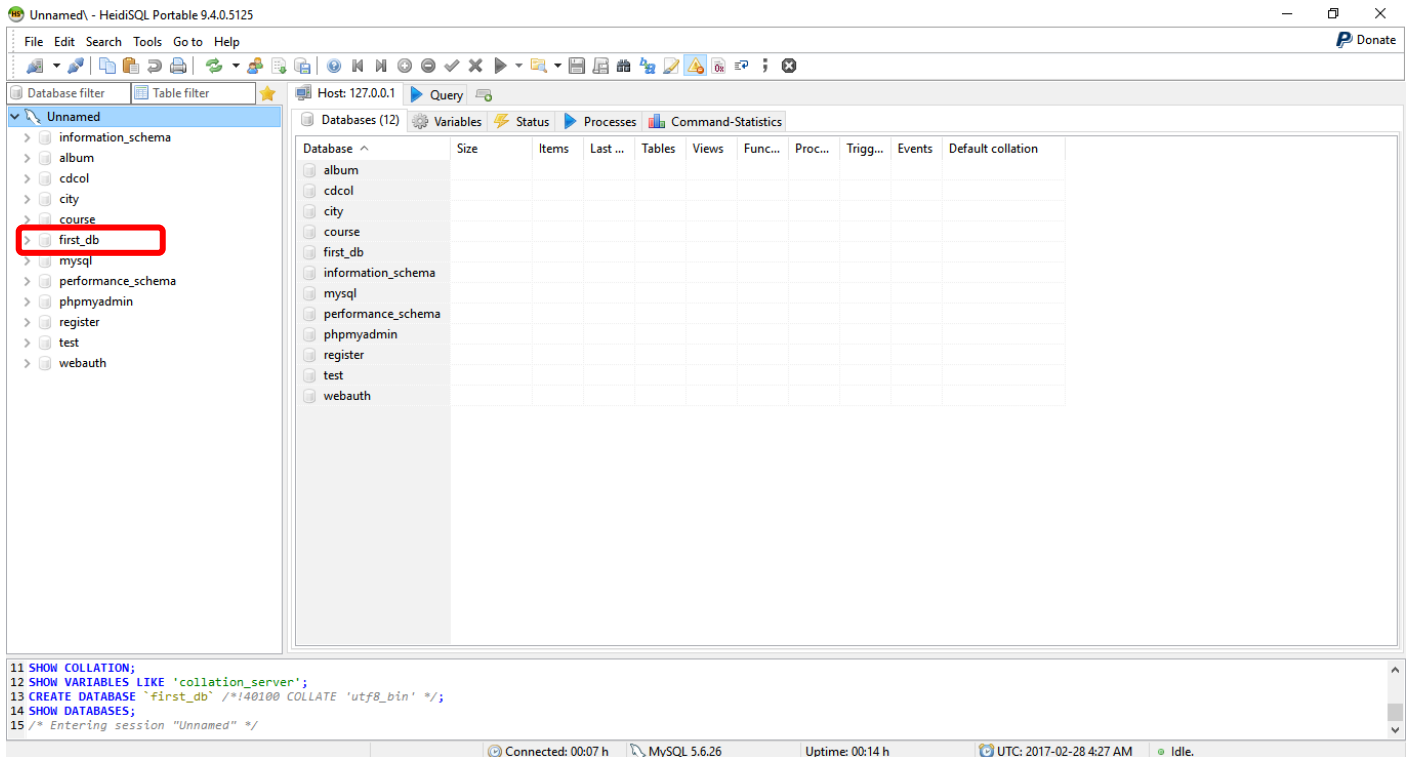 Unnamed\ - HeidiSQL Portable 9.4.0.5125
File Edit Search Tools Go to Help
Donate
Database filter Table filter
Host: 127.0.0.1 Query
Unnamed
information_schema
album
cdcol
city
course
first_db
mysql
performance_schema
phpmyadmin
register
test
webauth
Databases (12) Variables Status Processes Command-Statistics
Database Size Items Last ... Tables Views Func... Proc... Trigg... Events Default collation
album
cdcol
city
course
first_db
information_schema
mysql
performance_schema
phpmyadmin
register
test
webauth
11 SHOW COLLATION;
12 SHOW VARIABLES LIKE 'collation_server';
13 CREATE DATABASE `first_db` /*!40100 COLLATE 'utf8_bin' */;
14 SHOW DATABASES;
15 /* Entering session "Unnamed" */
Connected: 00:07 h MySQL 5.6.26 Uptime: 00:14 h UTC: 2017-02-28 4:27 AM Idle.